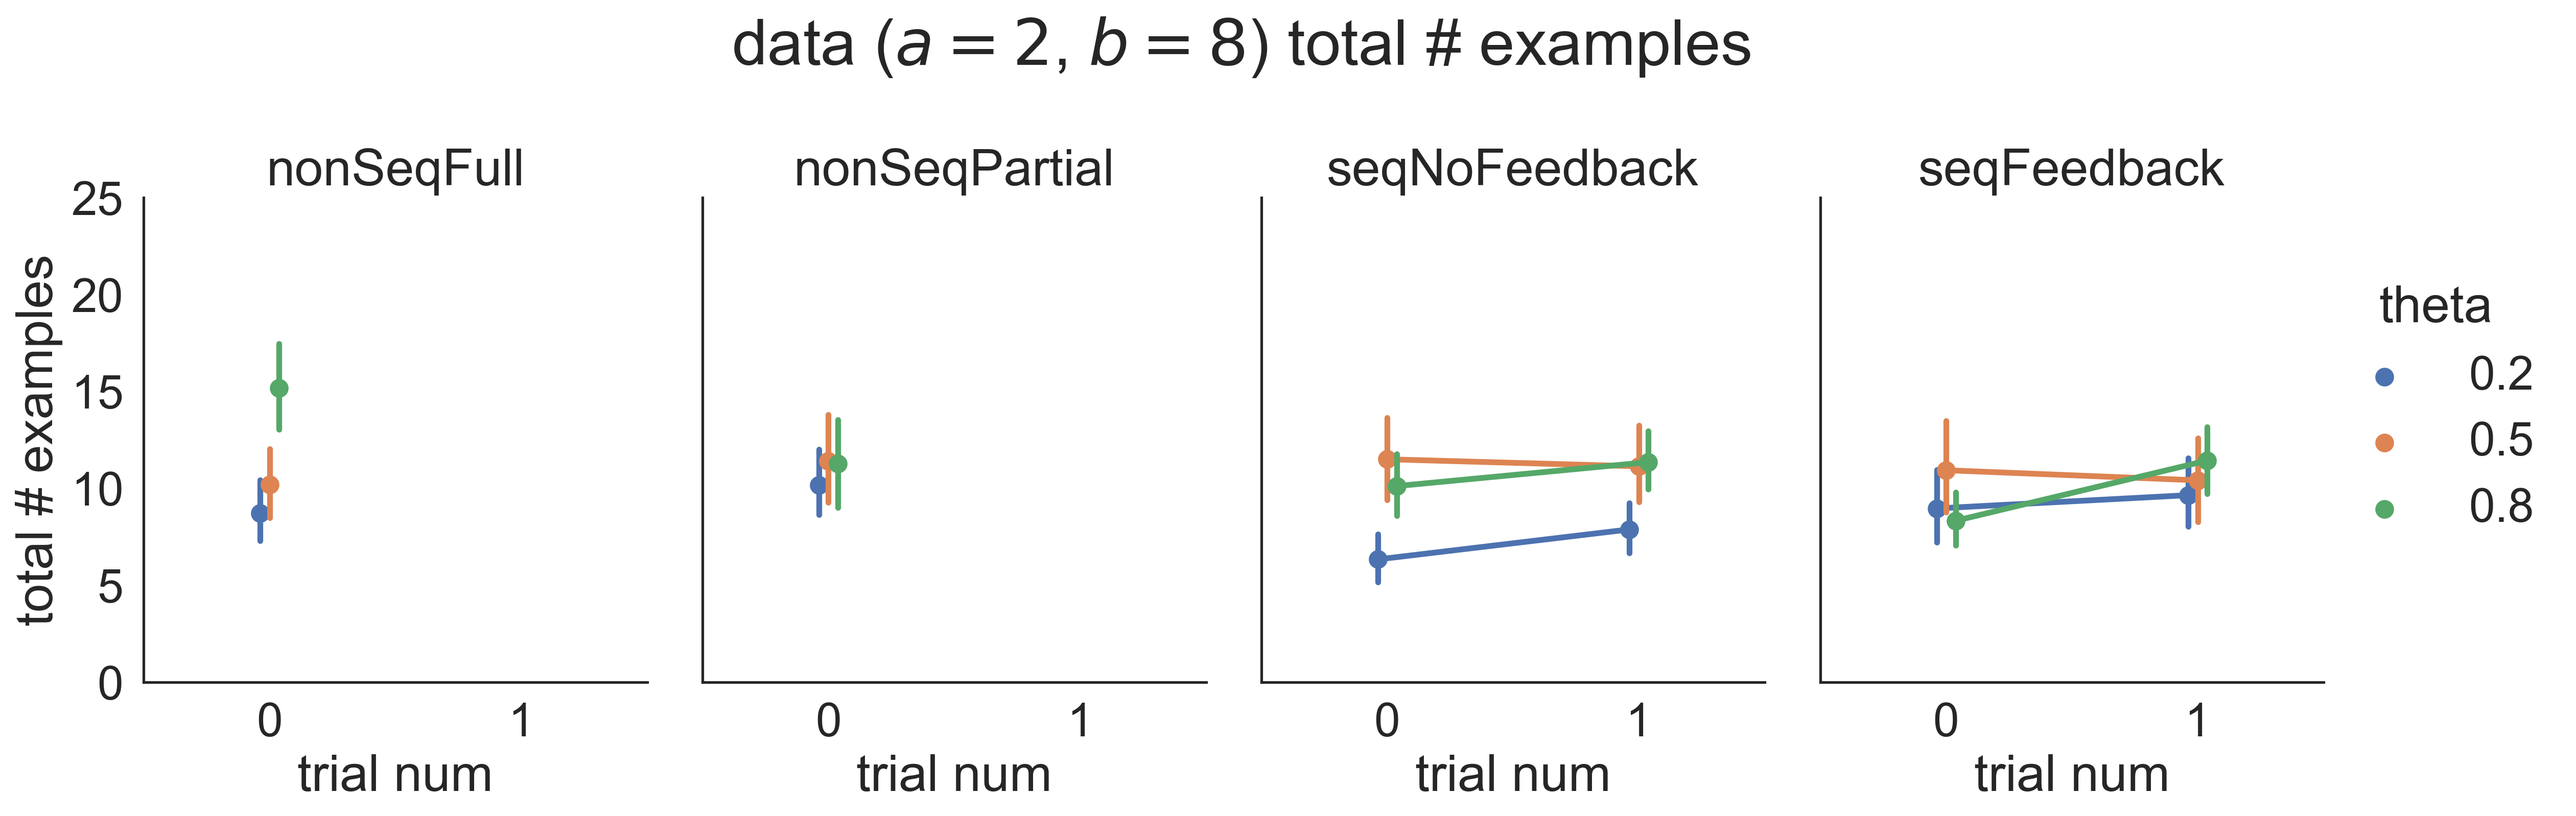 data (a = 2, b = 8) total # examples
nonSeqFull
nonSeqPartial
seqNoFeedback
seqFeedback
total # examples
25
20
15
10
5
0
0 1
0 1
0 1
0 1
trial num
trial num
trial num
trial num
theta
0.2
0.5
0.8